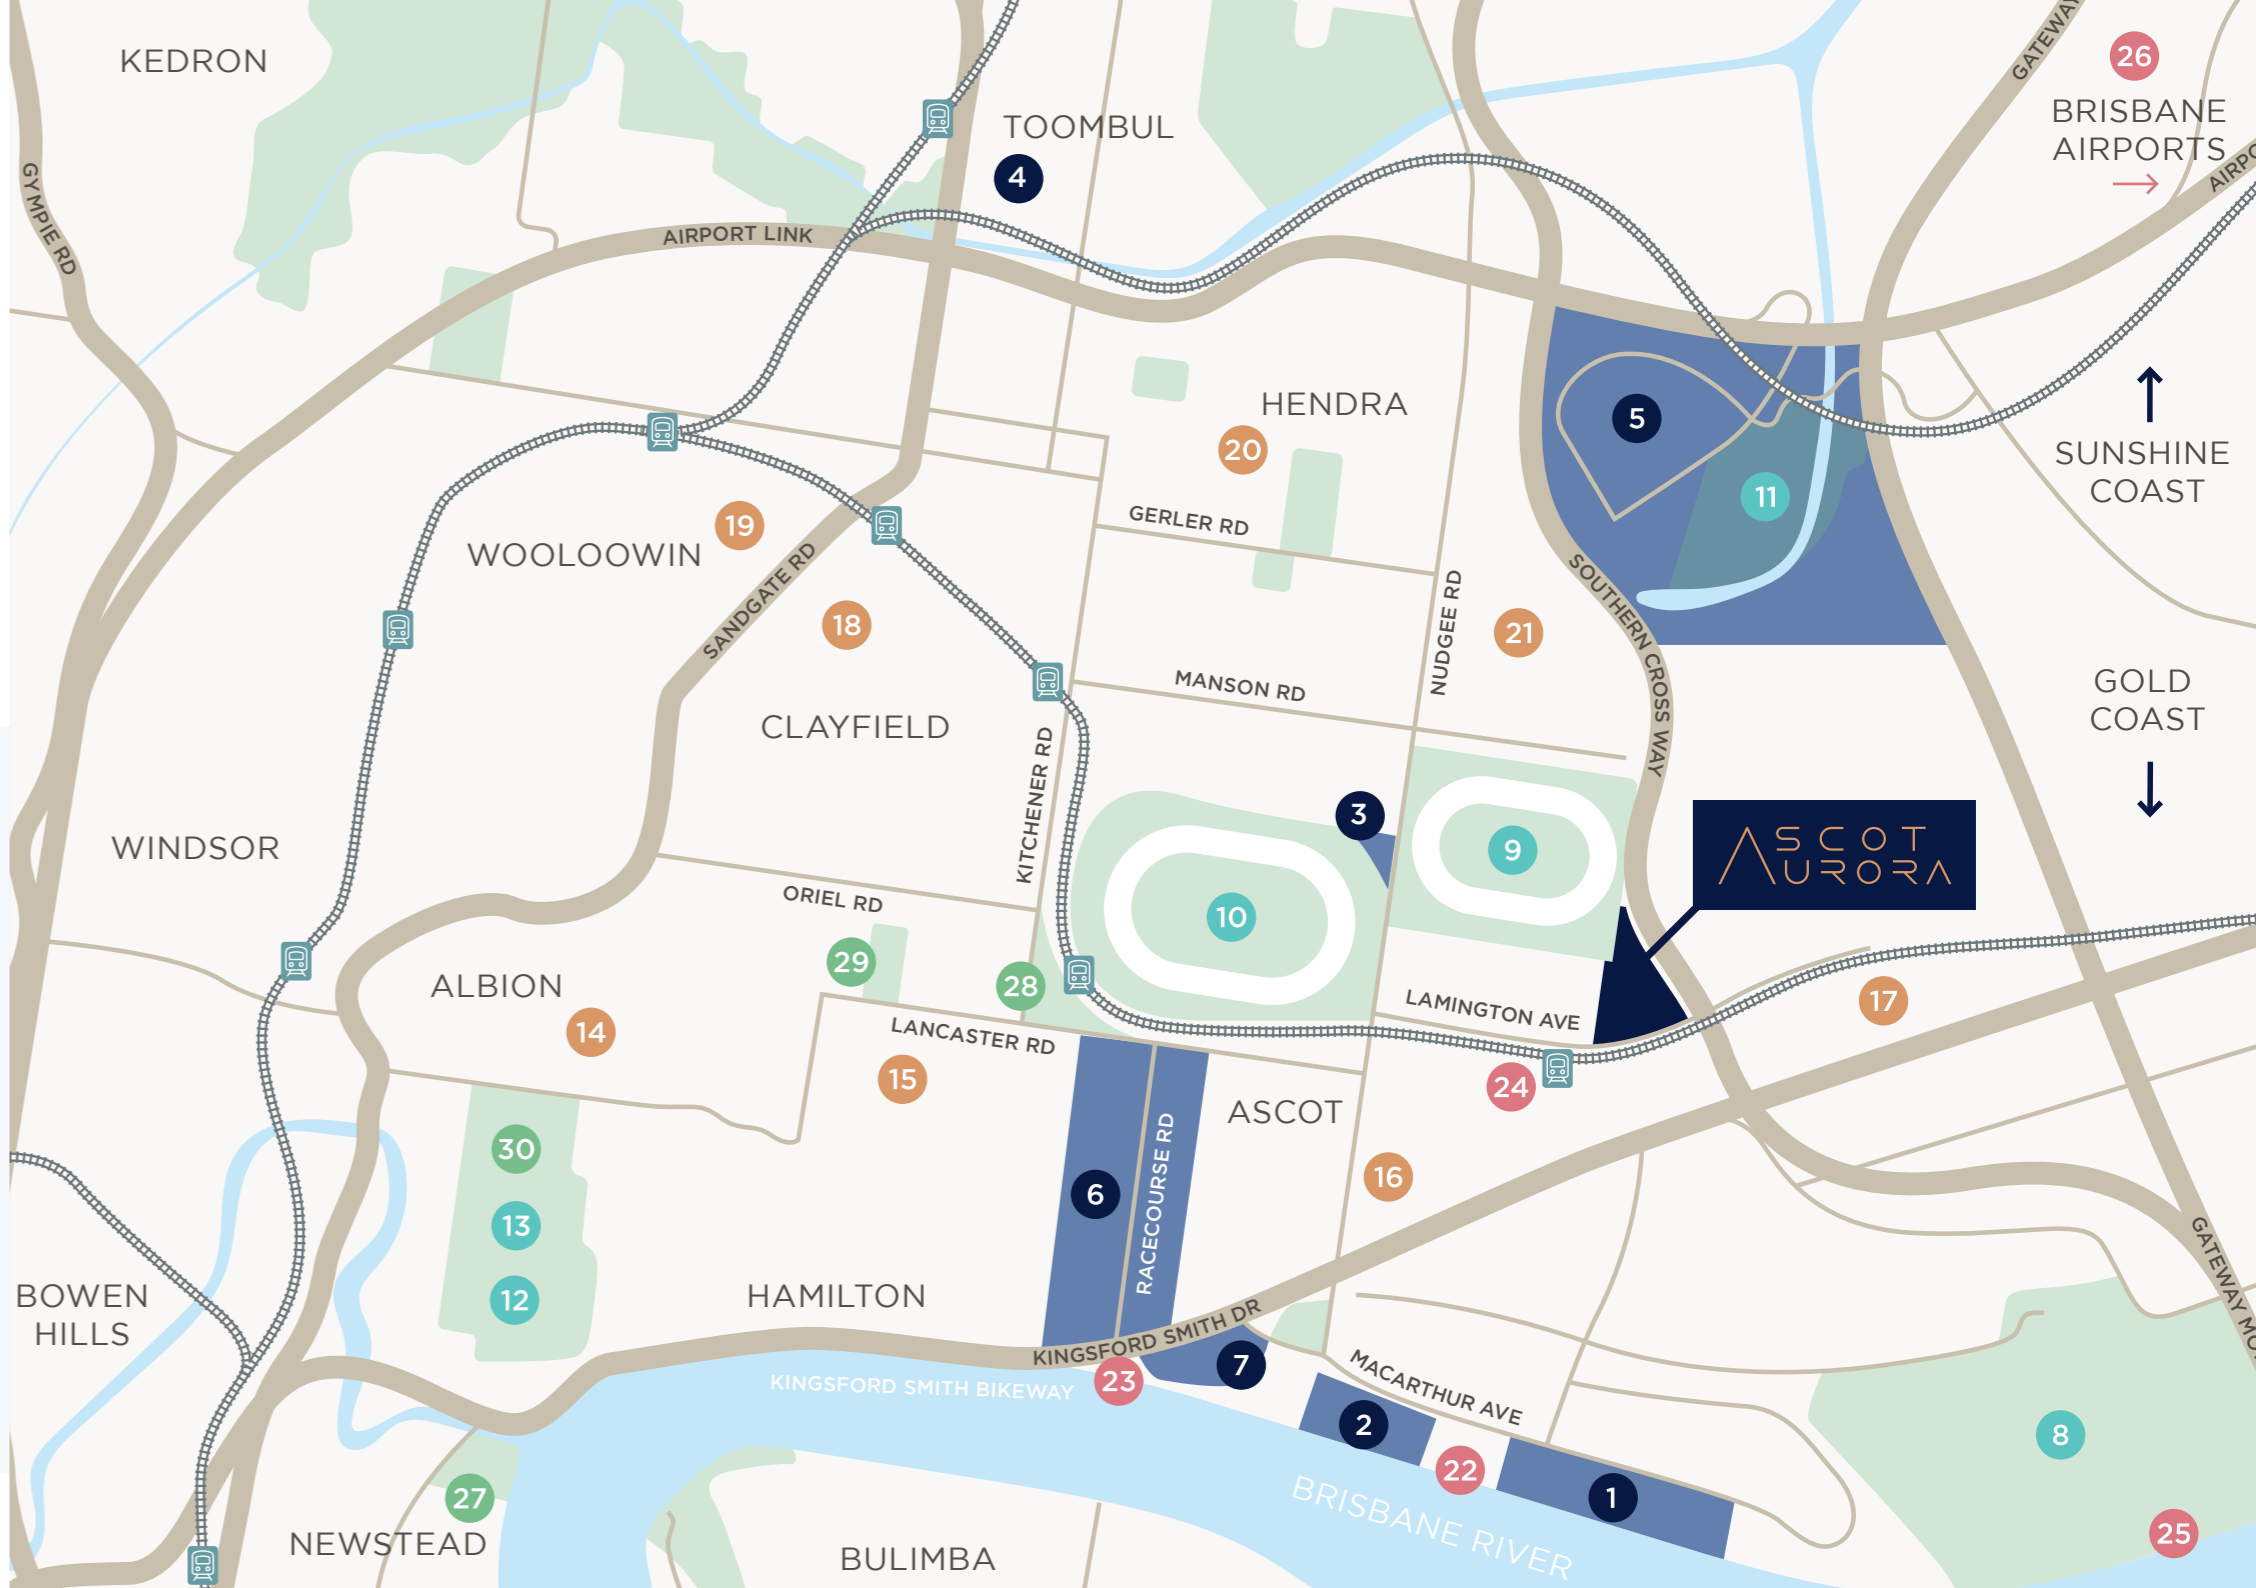 KEDRON
GATEWAY
26
BRISBANE
AIRPORTS
TOOMBUL
4
GYMPIE RD
AIRPORT LINK
HENDRA
5
20
SUNSHINE
COAST
11
19
GERLER RD
WOOLOOWIN
SANDGATE RD
18
NUDGEE RD
21
SOUTHERN CROSS WAY
MANSON RD
GOLD
COAST
CLAYFIELD
KITCHENER RD
3
9
ASCOT
AURORA
WINDSOR
ORIEL RD
10
29
28
ALBION
14
LAMINGTON AVE
17
LANCASTER RD
15
24
ASCOT
30
16
6
RACECOURSE RD
13
12
BOWEN
HILLS
HAMILTON
GATEWAY MO
KINGSFORD SMITH DR
7
23
KINGSFORD SMITH BIKEWAY
MACARTHUR AVE
2
8
22
1
27
BRISBANE RIVER
25
NEWSTEAD
BULIMBA